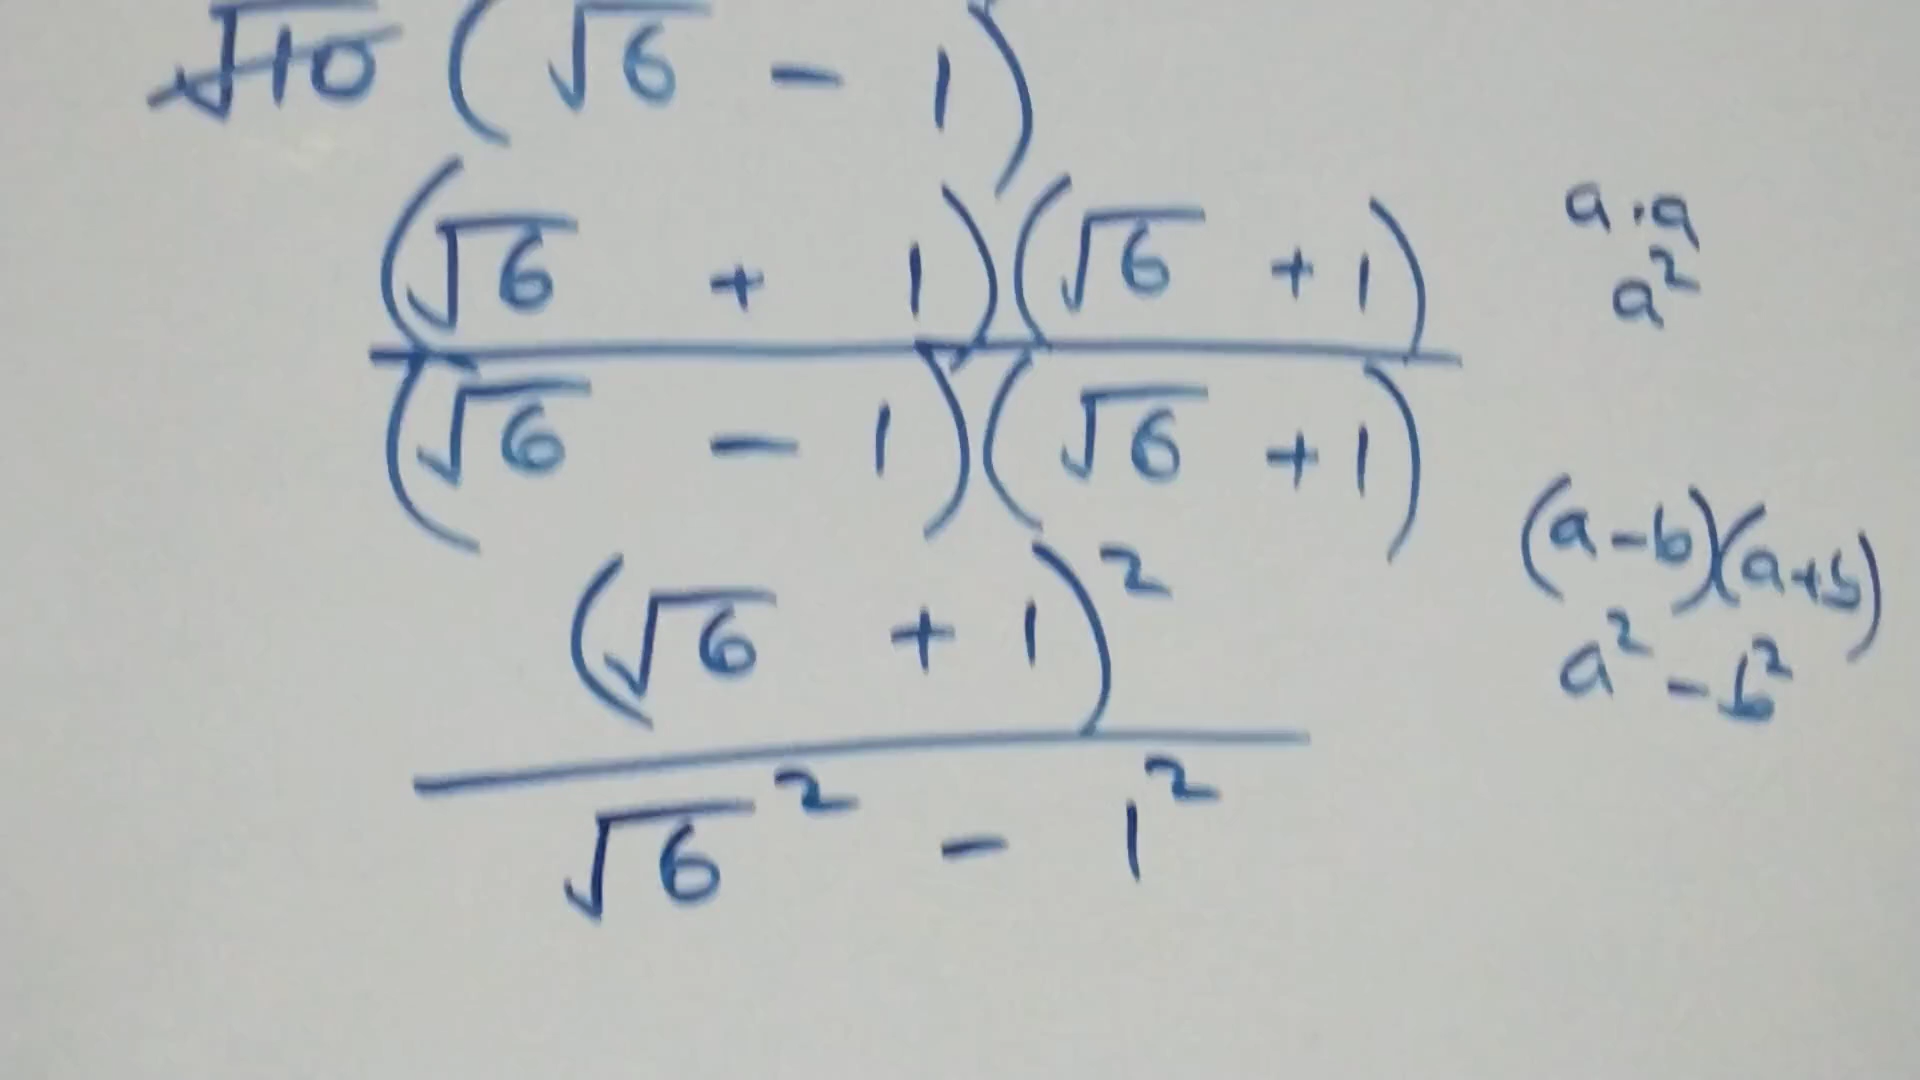 √10 (√6 - 1)
(√6 + 1)(√6 + 1)
(√6 - 1)(√6 + 1)
(√6 + 1)²
√6² - 1²
a·a
a²
(a-b)(a+b)
a² - b²